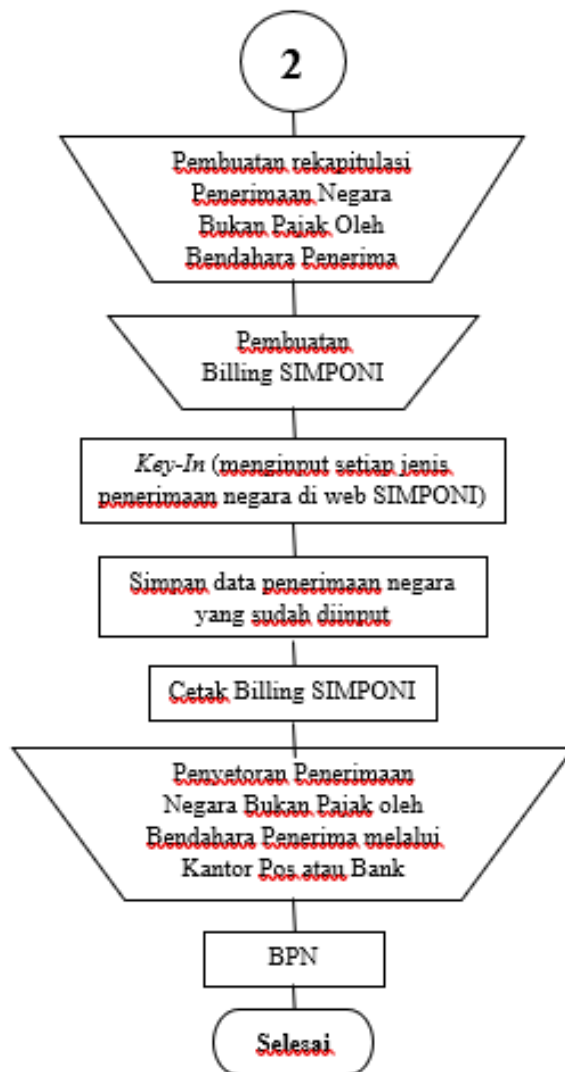 2
Pembuatan rekapitulasi
Penerimaan Negara
Bukan Pajak Oleh
Bendahara Penerima
Pembuatan
Billing SIMPONI
Key-In (menginput setiap jenis
penerimaan negara di web SIMPONI)
Simpan data penerimaan negara
yang sudah diinput
Cetak Billing SIMPONI
Penyetoran Penerimaan
Negara Bukan Pajak oleh
Bendahara Penerima melalui
Kantor Pos atau Bank
BPN
Selesai